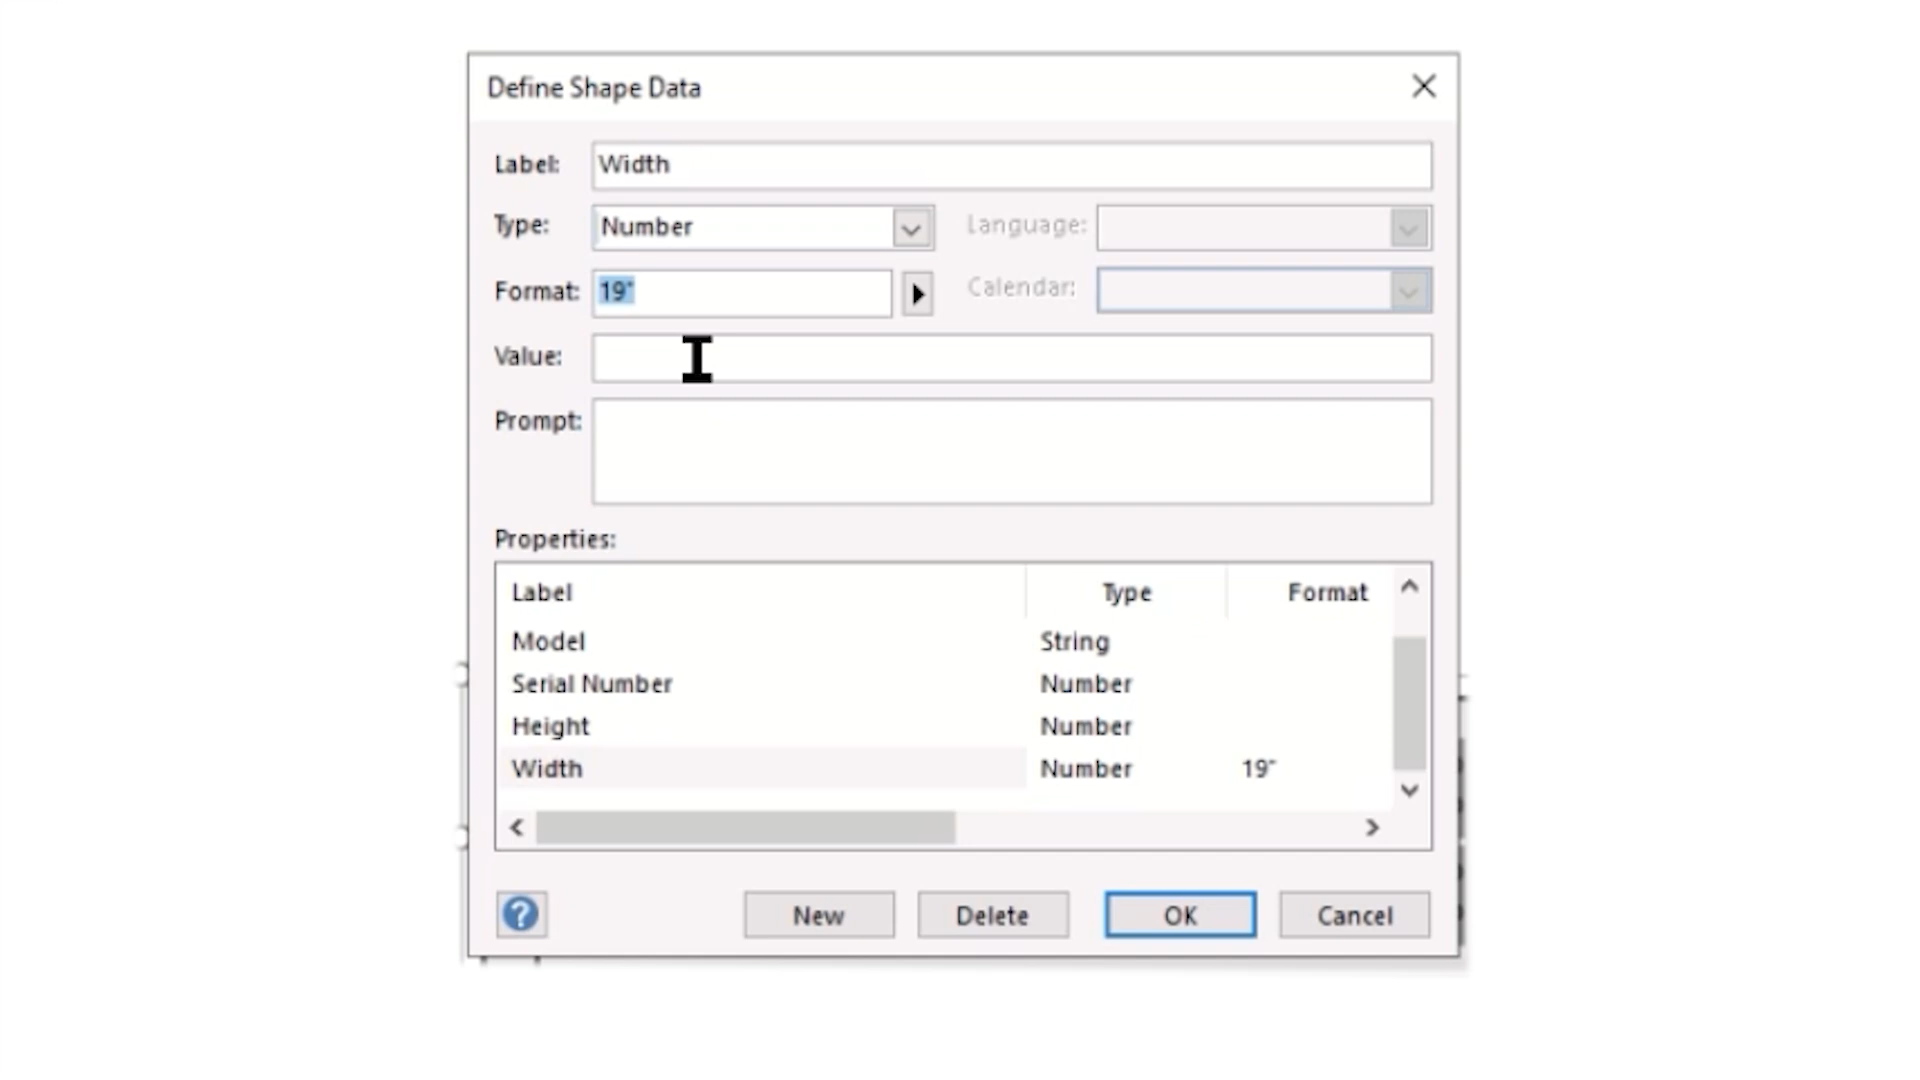 Define Shape Data
Label: Width
Type: Number Language:
Format: 19" Calendar:
Value:
Prompt:
Properties:
Label Type Format
Model String
Serial Number Number
Height Number
Width Number 19"
? New Delete OK Cancel